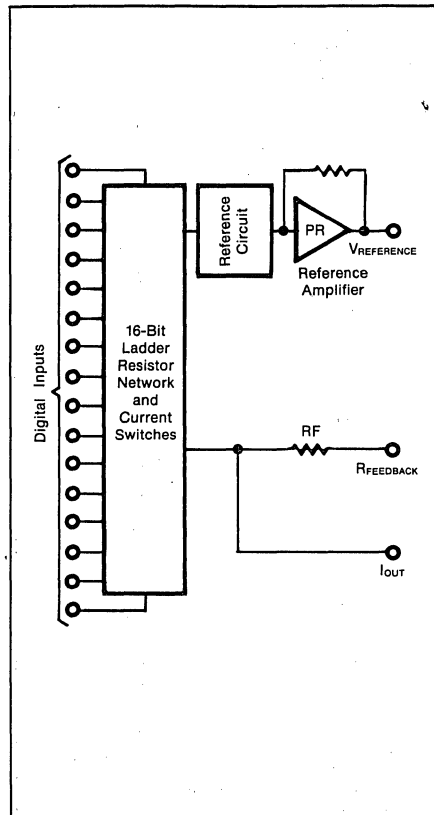 Digital Inputs
16-Bit
Ladder
Resistor
Network
and
Current
Switches
Reference
Circuit
PR
VREFERENCE
Reference
Amplifier
RF
RFEEDBACK
IOUT